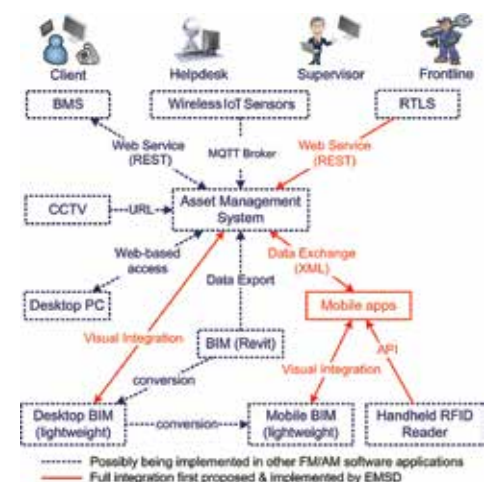 Client Helpdesk Supervisor Frontline
BMS
Wireless IoT Sensors
RTLS
Web Service
(REST)
MQTT Broker
Web Service
(REST)
CCTV
URL
Asset Management
System
Web-based
access
Data Export
Data Exchange
(XML)
Desktop PC
Mobile apps
Visual Integration
BIM (Revit)
Visual Integration
API
conversion
Desktop BIM
(lightweight)
conversion
Mobile BIM
(lightweight)
Handheld RFID
Reader
Possibly being implemented in other FM/AM software applications
Full integration first proposed & implemented by EMSD